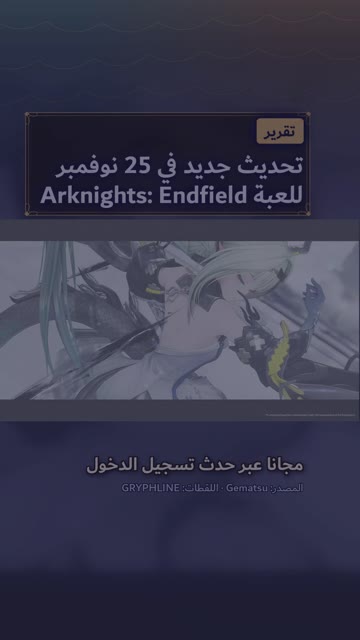 تقرير
تحديث جديد في 25 نوفمبر
للعبة Arknights: Endfield
مجانا عبر حدث تسجيل الدخول
المصدر: Gematsu · اللقطات: GRYPHLINE